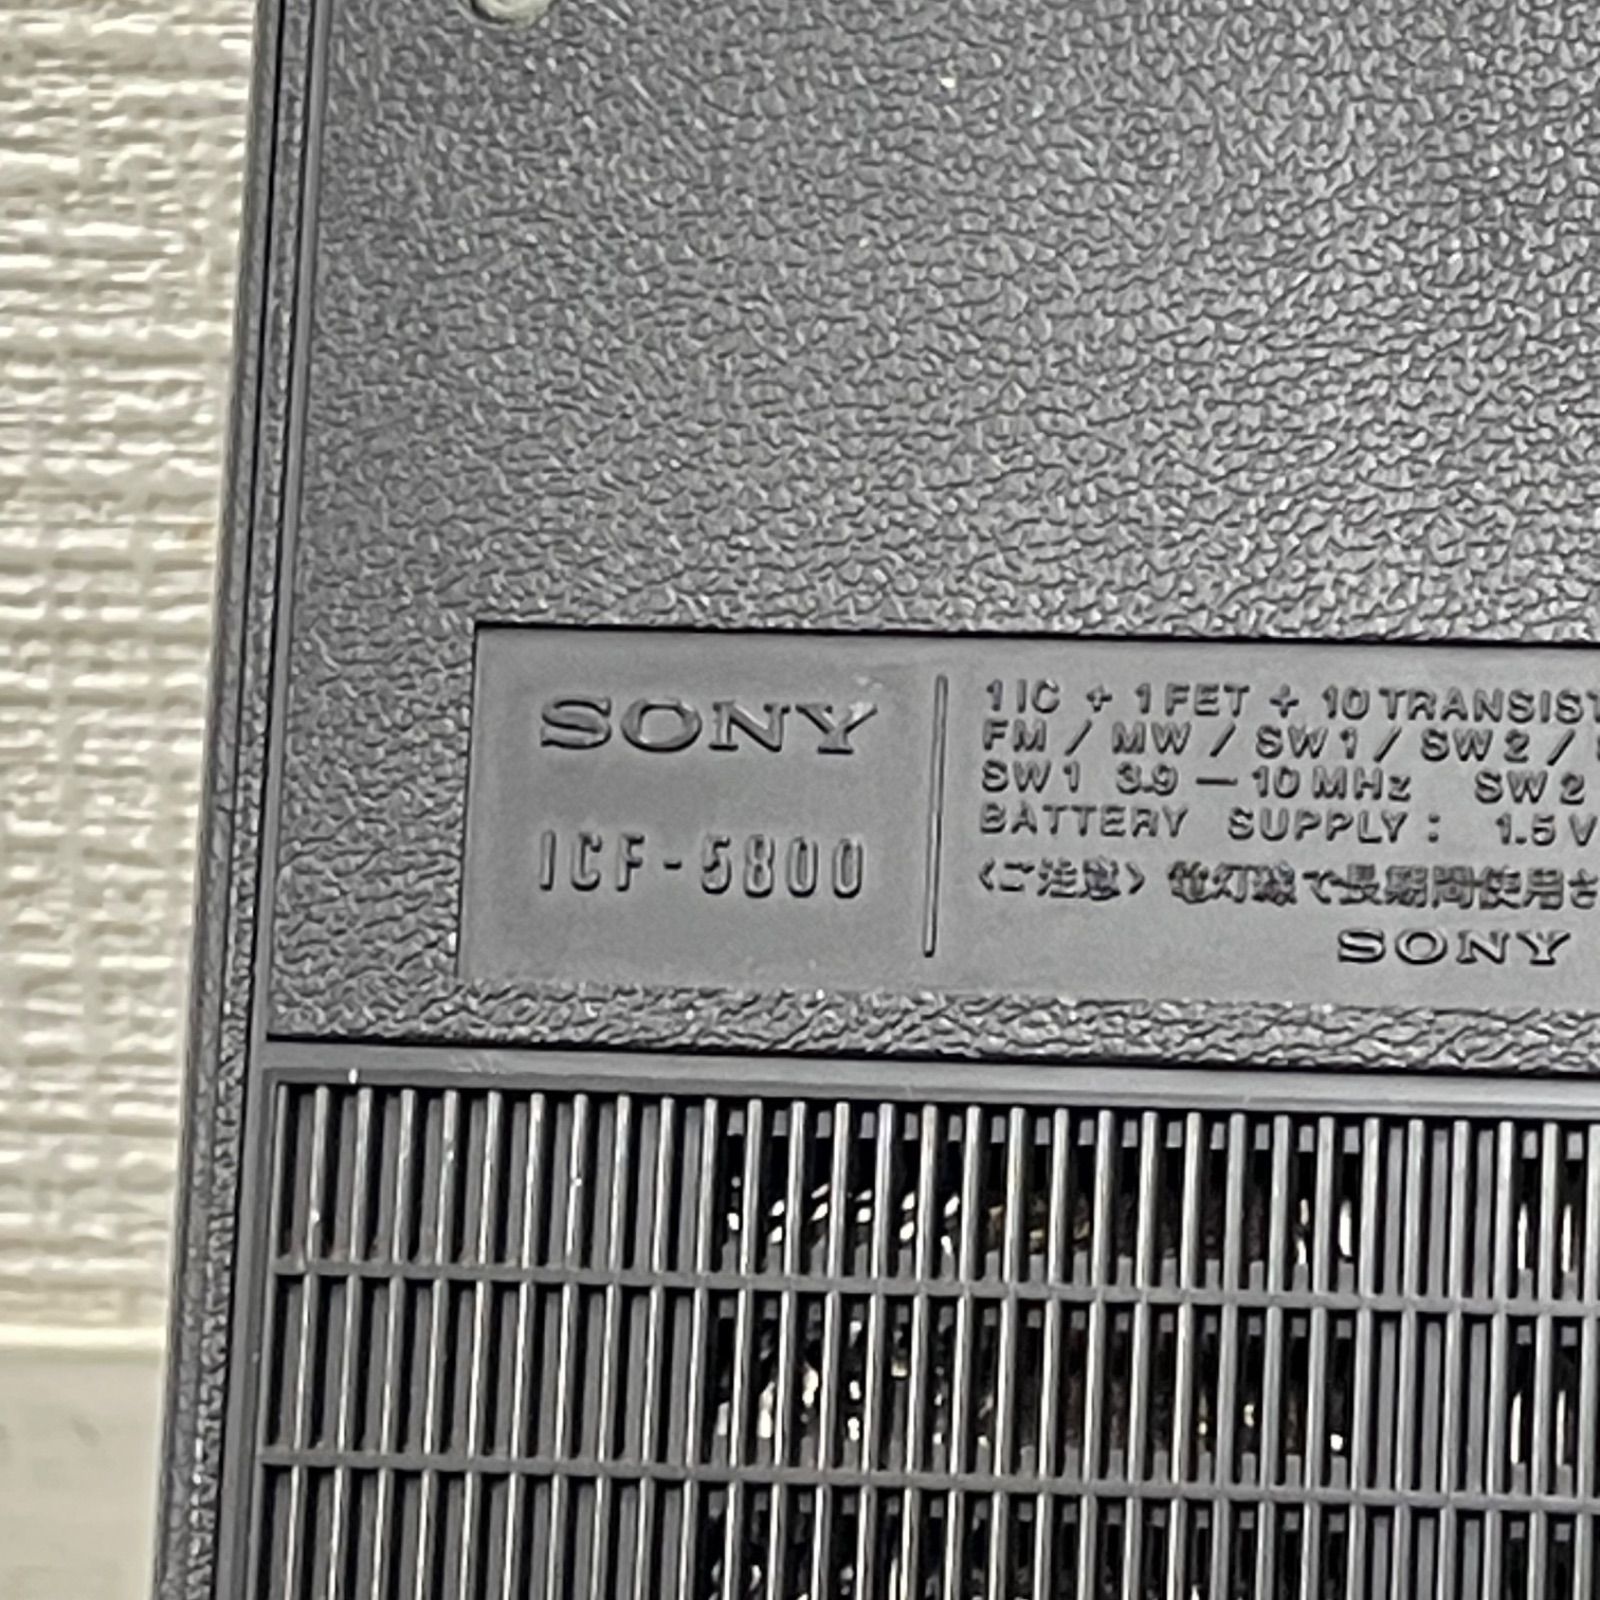 SONY
ICF-5800
1 IC + 1 FET + 10 TRANSIST
FM / MW / SW 1 / SW 2 /
SW 1 3.9 — 10 MHz SW 2
BATTERY SUPPLY : 1.5 V
<ご注意> 電灯線で長期間使用さ
SONY